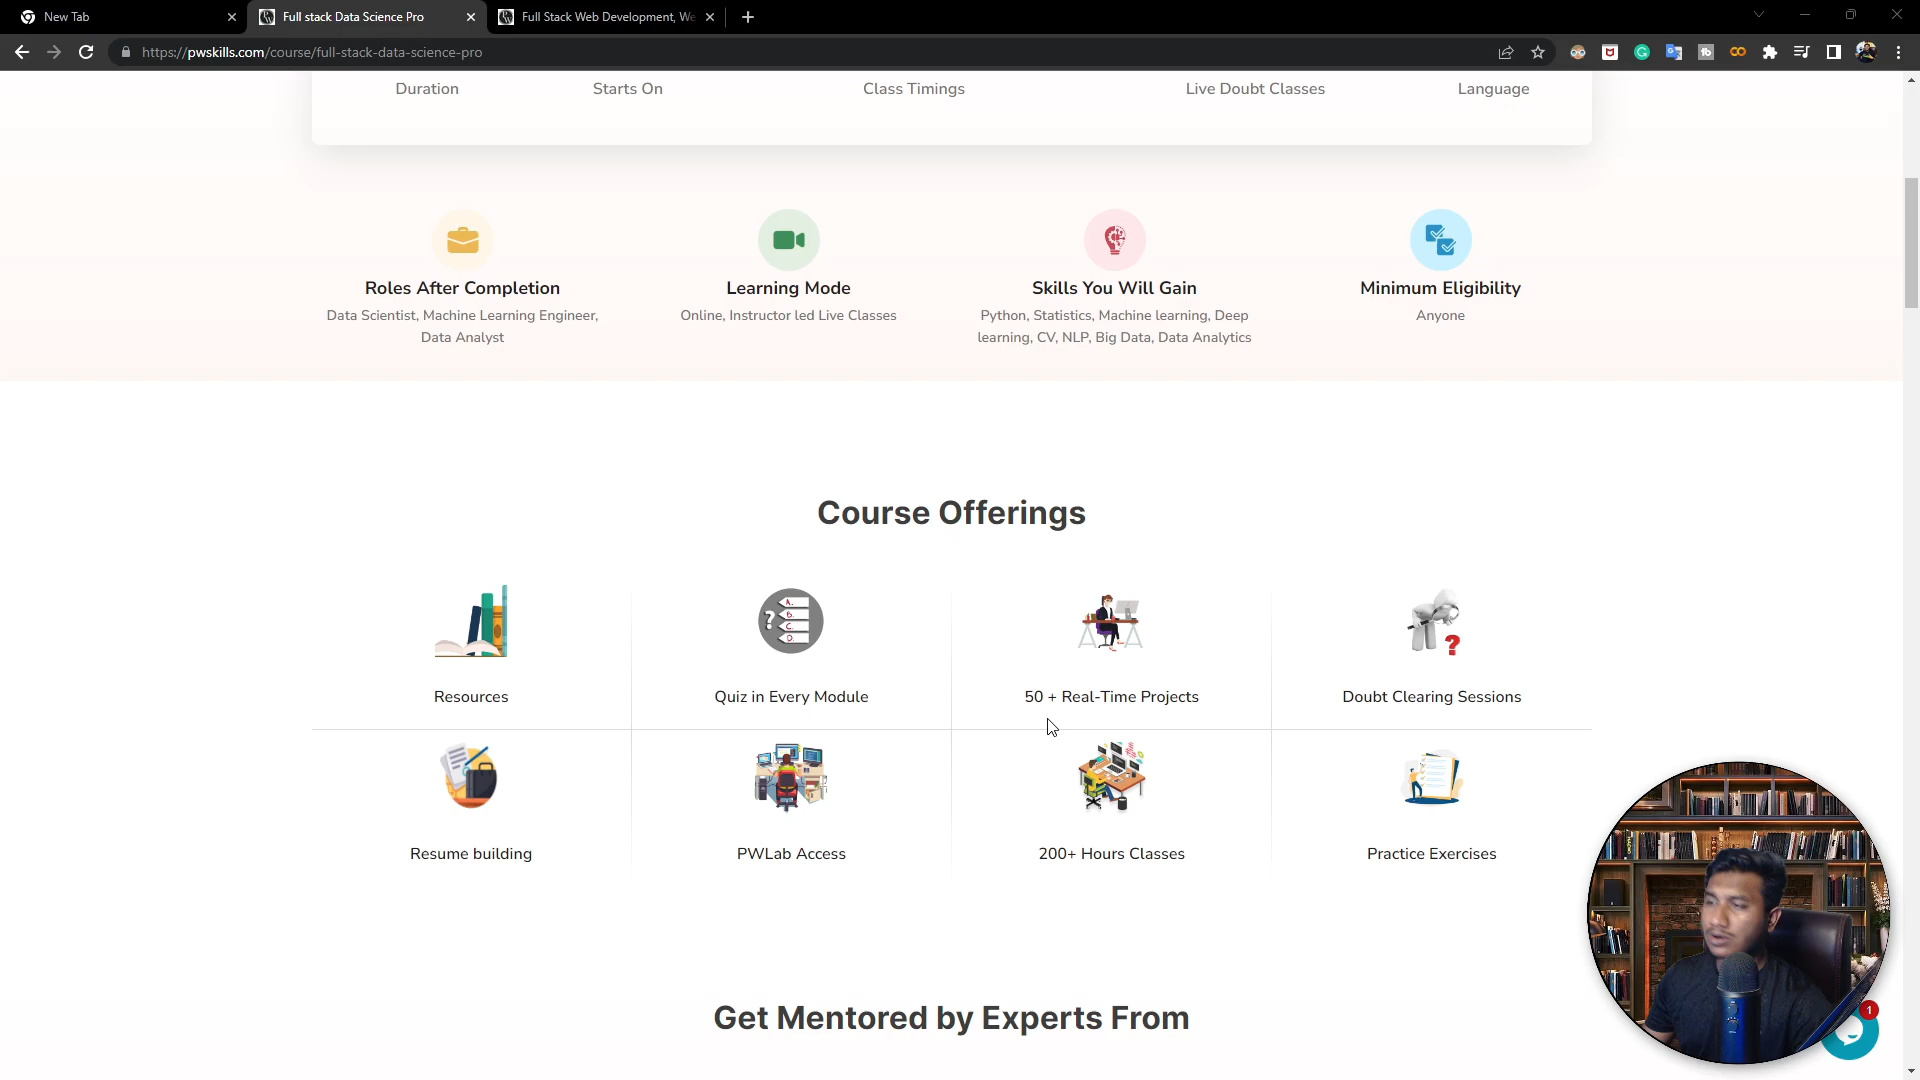 New Tab
Full stack Data Science Pro
Full Stack Web Development, We
https://pwskills.com/course/full-stack-data-science-pro
Duration
Starts On
Class Timings
Live Doubt Classes
Language
Roles After Completion
Data Scientist, Machine Learning Engineer,
Data Analyst
Learning Mode
Online, Instructor led Live Classes
Skills You Will Gain
Python, Statistics, Machine learning, Deep
learning, CV, NLP, Big Data, Data Analytics
Minimum Eligibility
Anyone
Course Offerings
?
A.
B.
C.
D.
?
Resources
Quiz in Every Module
50 + Real-Time Projects
Doubt Clearing Sessions
Resume building
PWLab Access
200+ Hours Classes
Practice Exercises
Get Mentored by Experts From
1